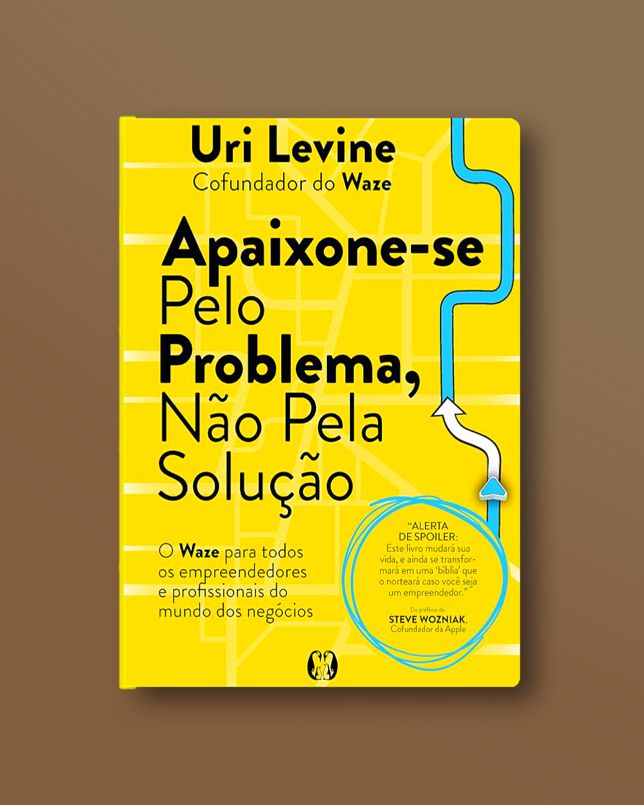 Uri Levine
Cofundador do Waze
Apaixone-se
Pelo
Problema,
Não Pela
Solução
O Waze para todos
os empreendedores
e profissionais do
mundo dos negócios
“ALERTA
DE SPOILER:
Este livro mudará sua
vida, e ainda se transfor-
mará em uma ‘bíblia’ que
o norteará caso você seja
um empreendedor.”
Do prefácio de
STEVE WOZNIAK,
Cofundador da Apple